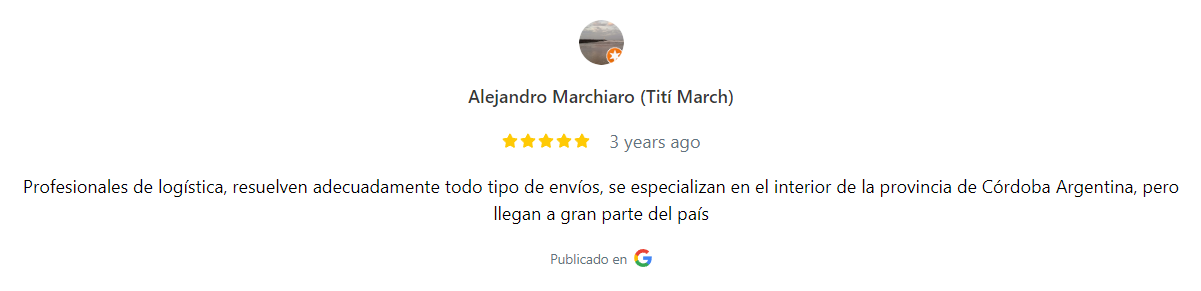 Alejandro Marchiaro (Tití March)
3 years ago
Profesionales de logística, resuelven adecuadamente todo tipo de envíos, se especializan en el interior de la provincia de Córdoba Argentina, pero
llegan a gran parte del país
Publicado en